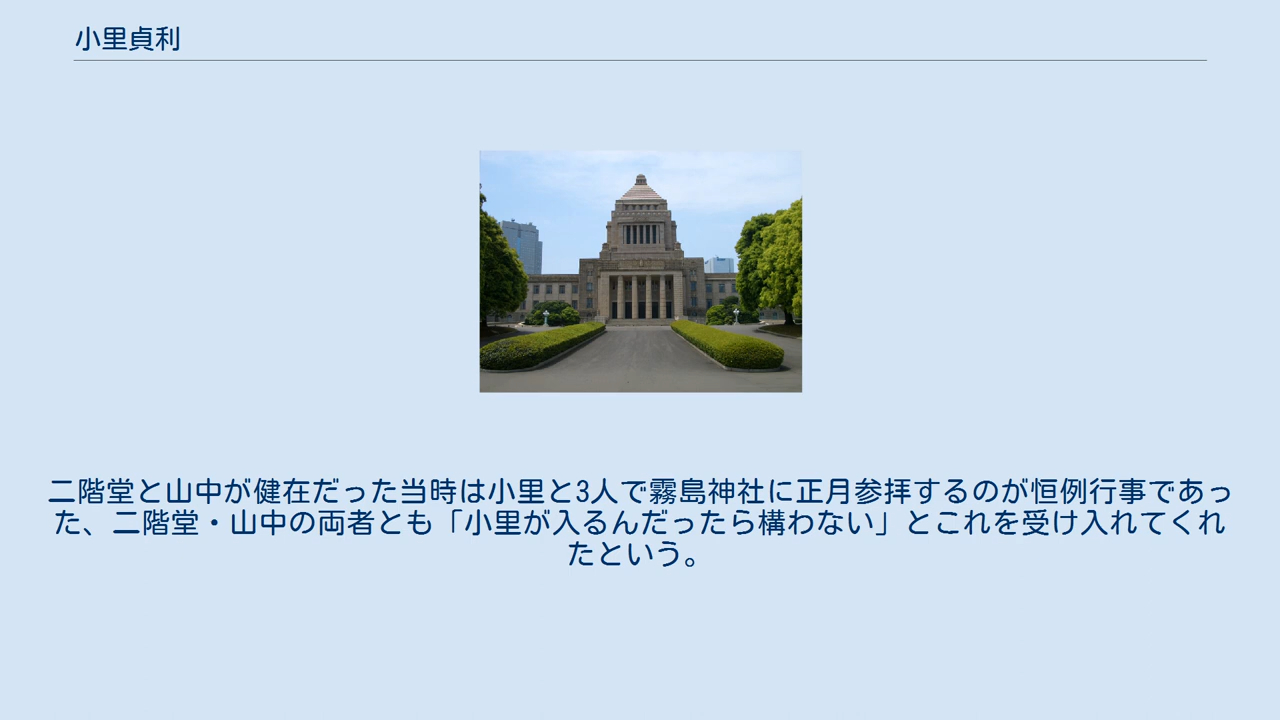 小里貞利
二階堂と山中が健在だった当時は小里と3人で霧島神社に正月参拝するのが恒例行事であっ
た、二階堂・山中の両者とも「小里が入るんだったら構わない」とこれを受け入れてくれ
たという。